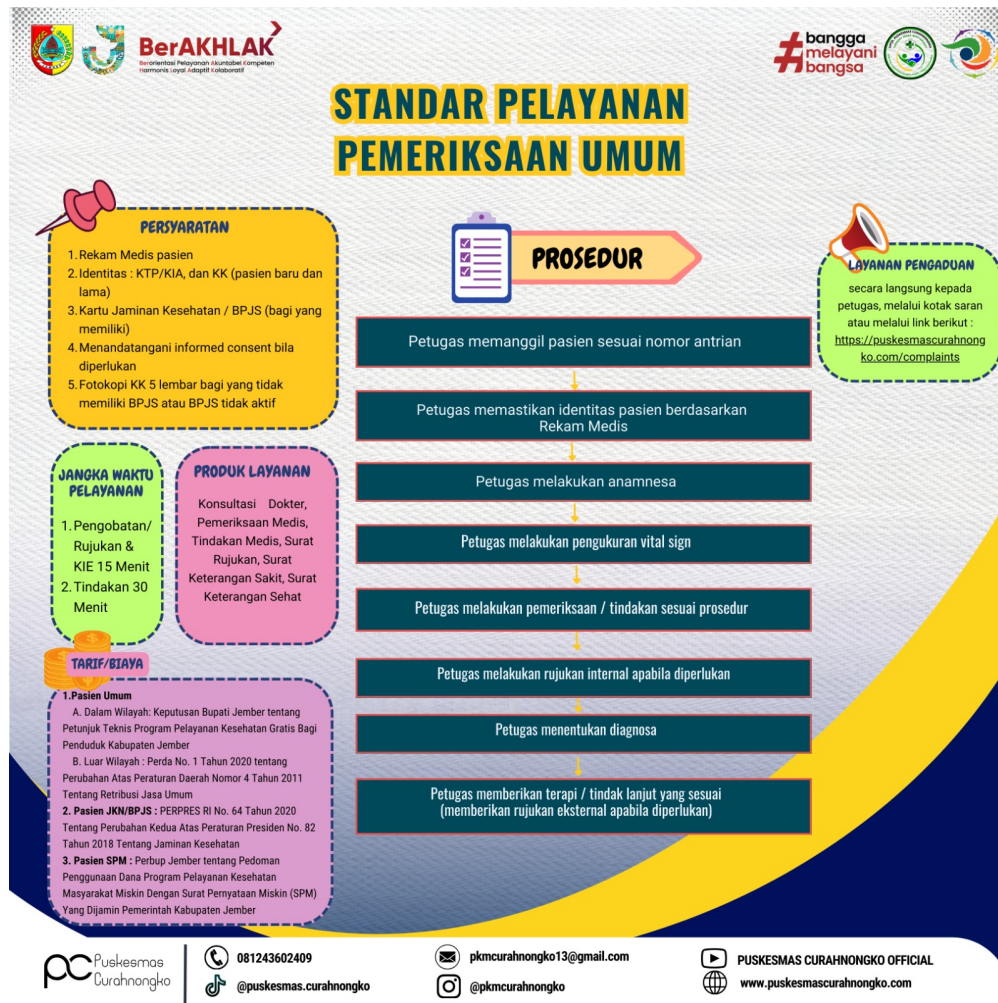 BerAKHLAK
Berorientasi Pelayanan Akuntabel Kompeten
Harmonis Loyal Adaptif Kolaboratif
#bangga
melayani
bangsa
STANDAR PELAYANAN
PEMERIKSAAN UMUM
PERSYARATAN
1. Rekam Medis pasien
2. Identitas : KTP/KIA, dan KK (pasien baru dan
lama)
3. Kartu Jaminan Kesehatan / BPJS (bagi yang
memiliki)
4. Menandatangani informed consent bila
diperlukan
5. Fotokopi KK 5 lembar bagi yang tidak
memiliki BPJS atau BPJS tidak aktif
JANGKA WAKTU
PELAYANAN
1. Pengobatan/
Rujukan &
KIE 15 Menit
2. Tindakan 30
Menit
PRODUK LAYANAN
Konsultasi Dokter,
Pemeriksaan Medis,
Tindakan Medis, Surat
Rujukan, Surat
Keterangan Sakit, Surat
Keterangan Sehat
TARIF/BIAYA
1.Pasien Umum
A. Dalam Wilayah: Keputusan Bupati Jember tentang
Petunjuk Teknis Program Pelayanan Kesehatan Gratis Bagi
Penduduk Kabupaten Jember
B. Luar Wilayah : Perda No. 1 Tahun 2020 tentang
Perubahan Atas Peraturan Daerah Nomor 4 Tahun 2011
Tentang Retribusi Jasa Umum
2. Pasien JKN/BPJS : PERPRES RI No. 64 Tahun 2020
Tentang Perubahan Kedua Atas Peraturan Presiden No. 82
Tahun 2018 Tentang Jaminan Kesehatan
3. Pasien SPM : Perbup Jember tentang Pedoman
Penggunaan Dana Program Pelayanan Kesehatan
Masyarakat Miskin Dengan Surat Pernyataan Miskin (SPM)
Yang Dijamin Pemerintah Kabupaten Jember
PROSEDUR
Petugas memanggil pasien sesuai nomor antrian
Petugas memastikan identitas pasien berdasarkan
Rekam Medis
Petugas melakukan anamnesa
Petugas melakukan pengukuran vital sign
Petugas melakukan pemeriksaan / tindakan sesuai prosedur
Petugas melakukan rujukan internal apabila diperlukan
Petugas menentukan diagnosa
Petugas memberikan terapi / tindak lanjut yang sesuai
(memberikan rujukan eksternal apabila diperlukan)
LAYANAN PENGADUAN
secara langsung kepada
petugas, melalui kotak saran
atau melalui link berikut :
https://puskesmascurahnong
ko.com/complaints
PC Puskesmas
Curahnongko
081243602409
@puskesmas.curahnongko
pkmcurahnongko13@gmail.com
@pkmcurahnongko
PUSKESMAS CURAHNONGKO OFFICIAL
www.puskesmascurahnongko.com